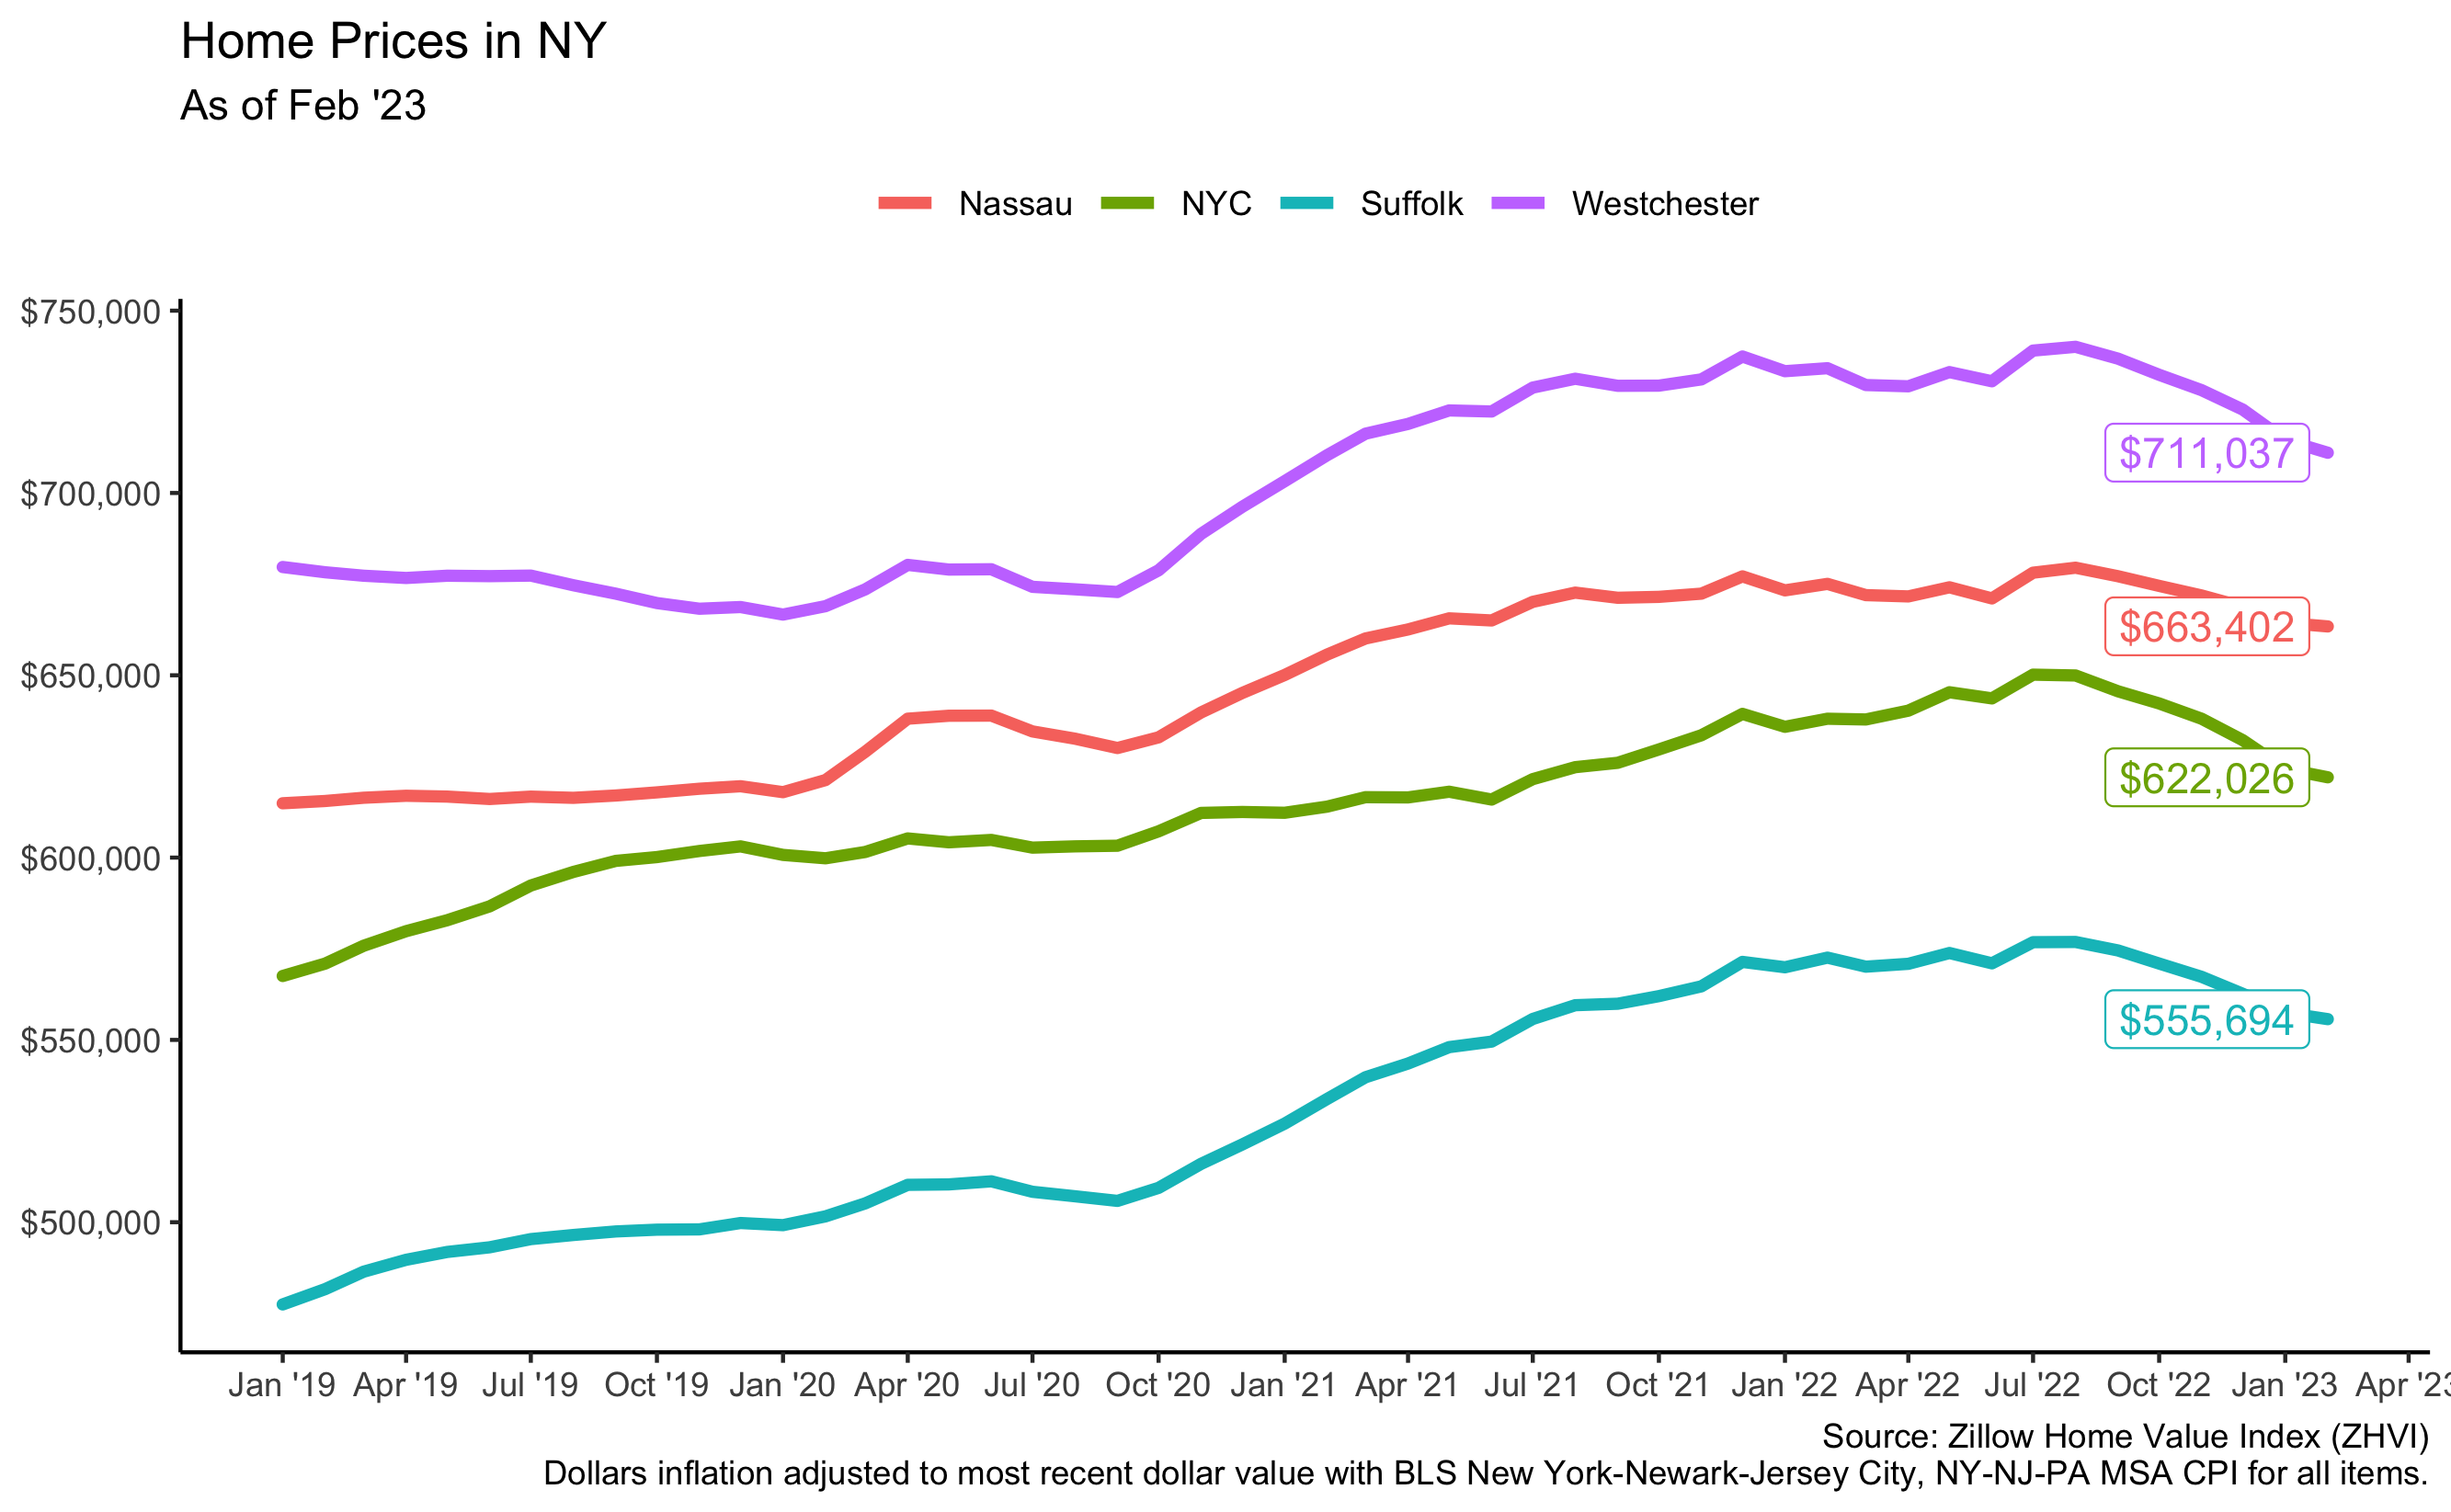 Home Prices in NY
As of Feb '23
Nassau NYC Suffolk Westchester
$750,000
$700,000
$650,000
$600,000
$550,000
$500,000
$711,037
$663,402
$622,026
$555,694
Jan '19 Apr '19 Jul '19 Oct '19 Jan '20 Apr '20 Jul '20 Oct '20 Jan '21 Apr '21 Jul '21 Oct '21 Jan '22 Apr '22 Jul '22 Oct '22 Jan '23 Apr '23
Source: Zillow Home Value Index (ZHVI)
Dollars inflation adjusted to most recent dollar value with BLS New York-Newark-Jersey City, NY-NJ-PA MSA CPI for all items.